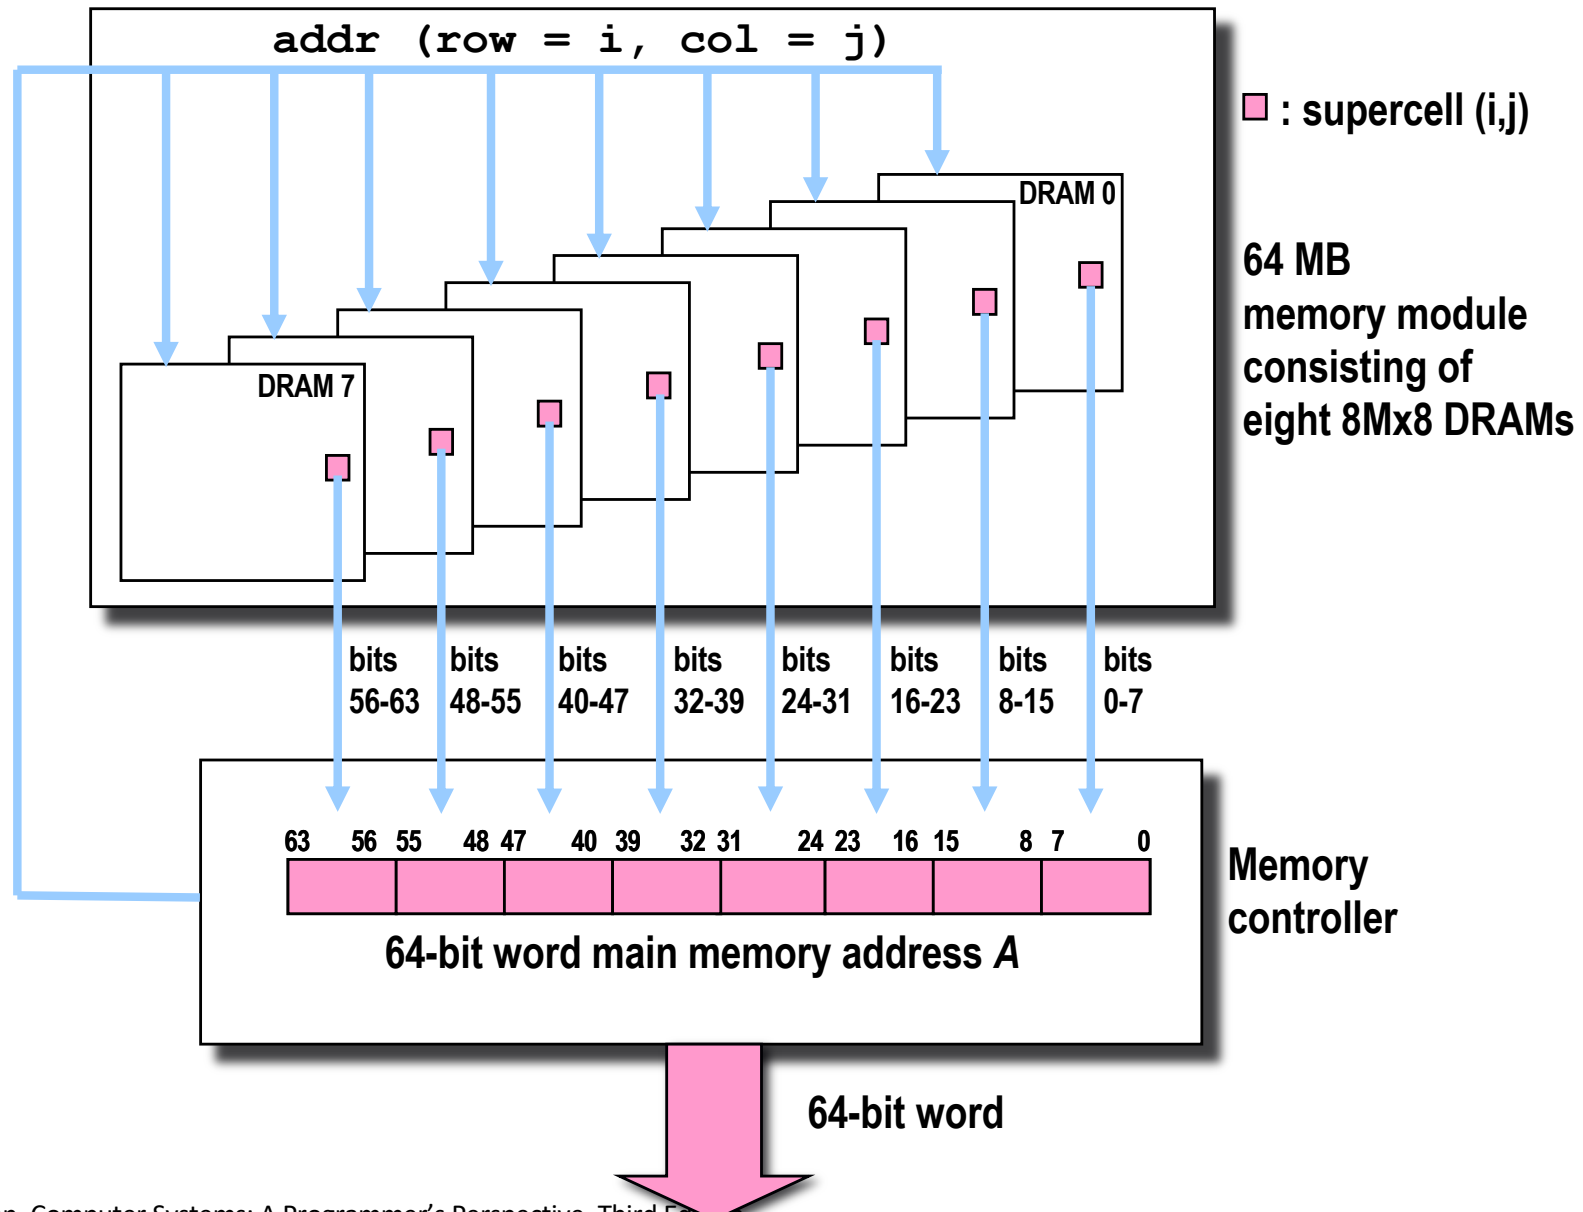 addr (row = i, col = j)
: supercell (i,j)
DRAM 0
64 MB
memory module
consisting of
eight 8Mx8 DRAMs
DRAM 7
bits
56-63
bits
48-55
bits
40-47
bits
32-39
bits
24-31
bits
16-23
bits
8-15
bits
0-7
63 56 55 48 47 40 39 32 31 24 23 16 15 8 7 0
Memory
controller
64-bit word main memory address A
64-bit word
Computer Systems: A Programmer's Perspective, Third